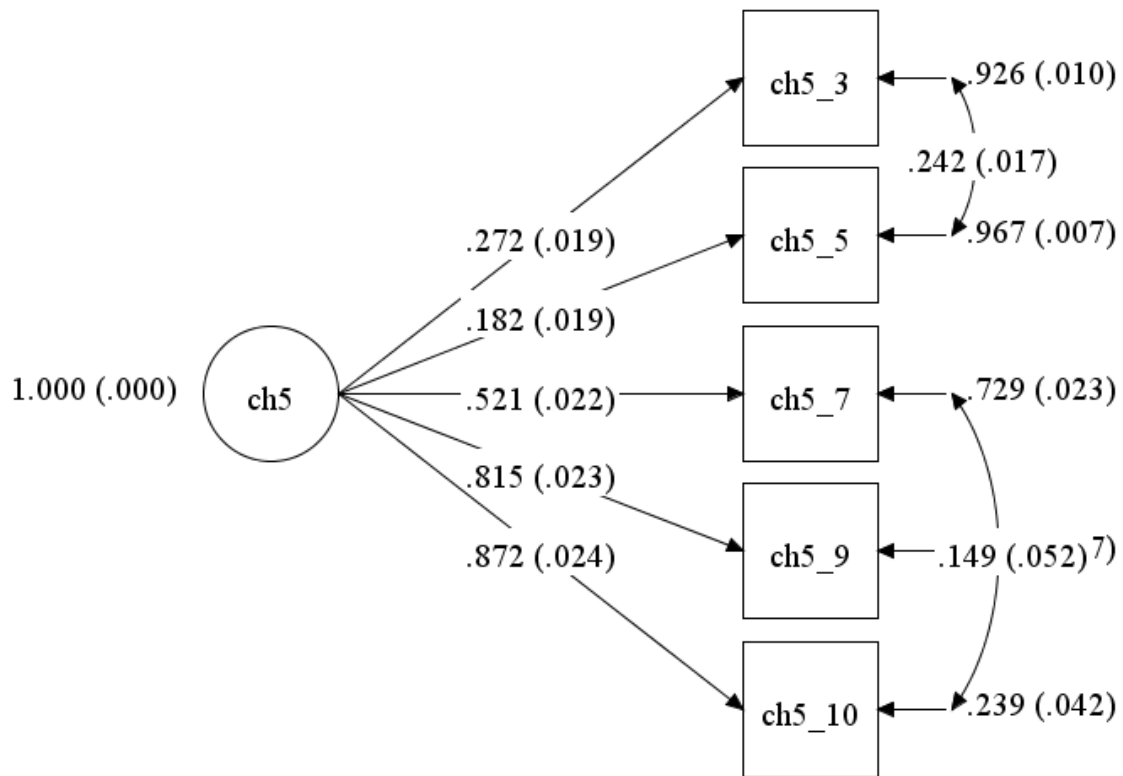 ch5_3
.926 (.010)
.242 (.017)
.272 (.019)
ch5_5
.967 (.007)
.182 (.019)
1.000 (.000)
ch5
.521 (.022)
ch5_7
.729 (.023)
.815 (.023)
.872 (.024)
ch5_9
.149 (.052)
7)
ch5_10
.239 (.042)